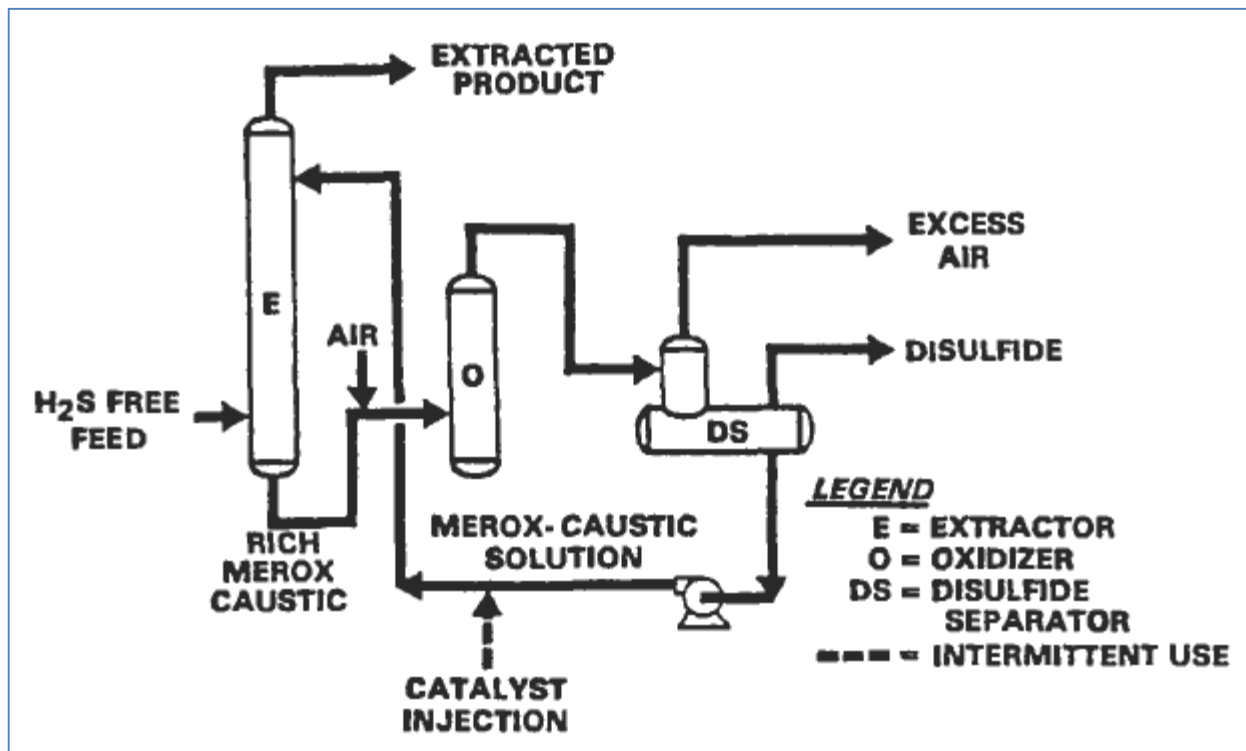 EXTRACTED
PRODUCT
EXCESS
AIR
E
AIR
O
DISULFIDE
H₂S FREE
FEED
DS
RICH
MEROX
CAUSTIC
MEROX-CAUSTIC
SOLUTION
CATALYST
INJECTION
LEGEND
E = EXTRACTOR
O = OXIDIZER
DS = DISULFIDE
SEPARATOR
--- = INTERMITTENT USE